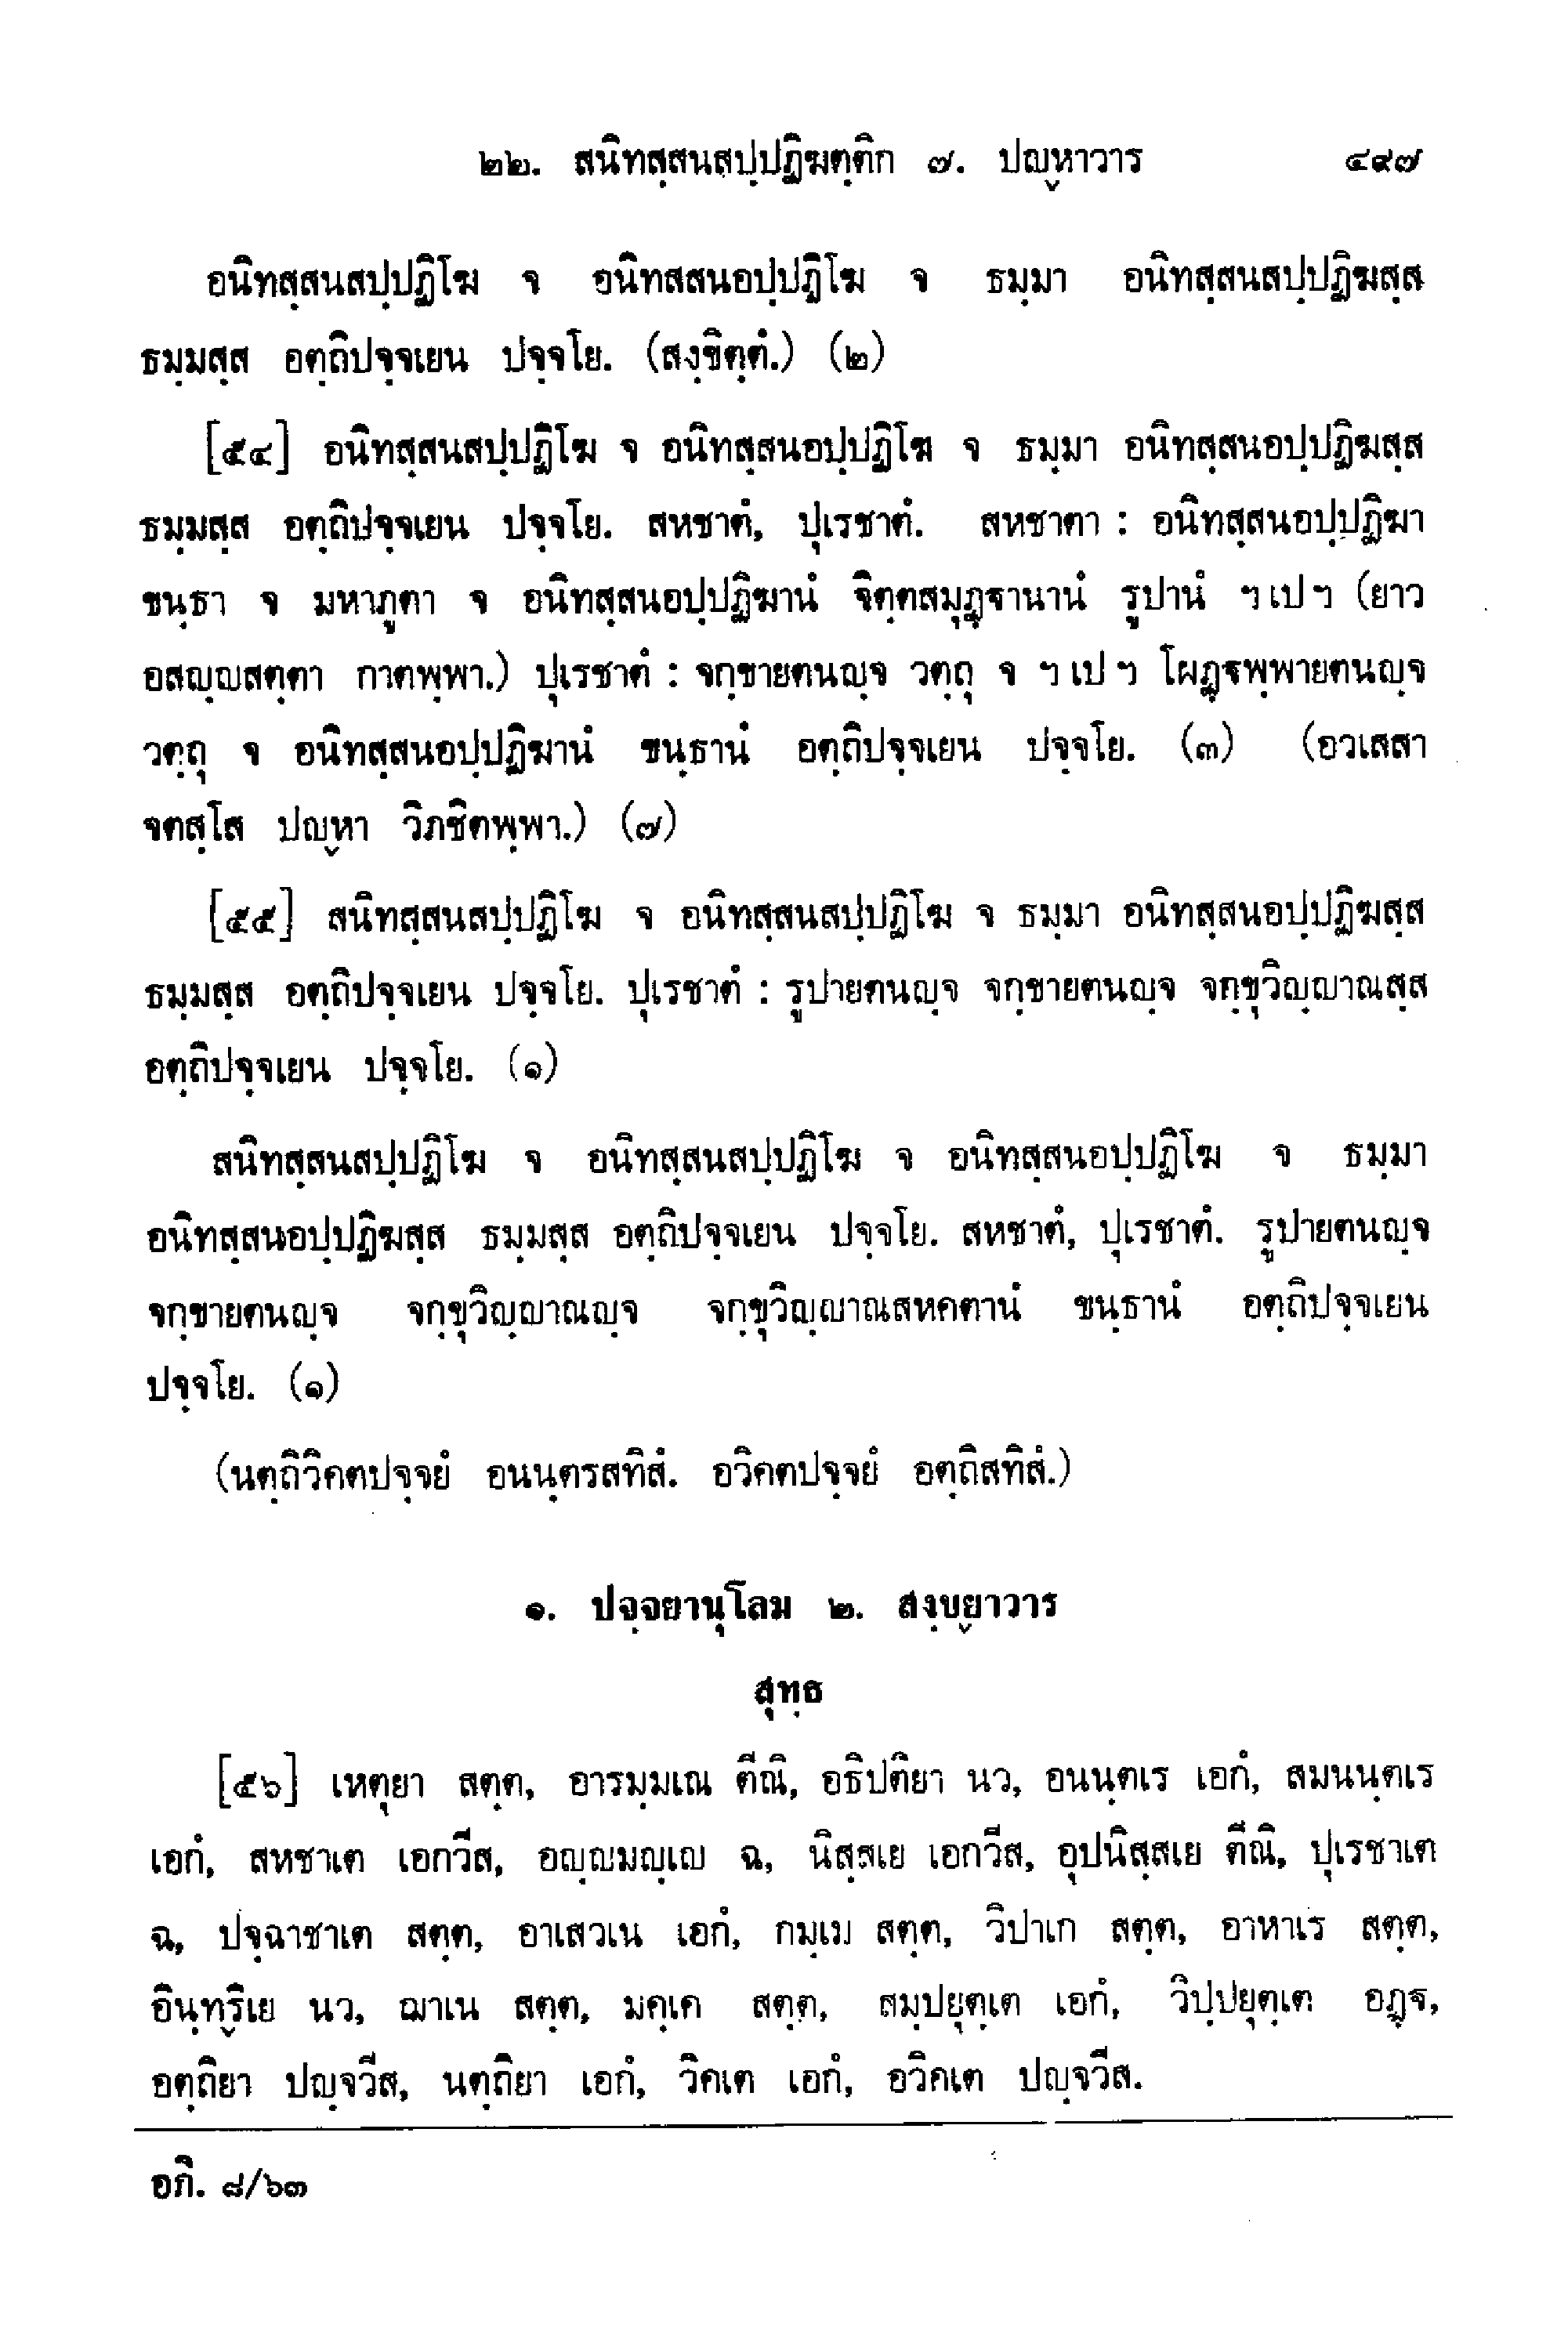 ๒๒. สนิทสฺสนสปฺปฏิฆตฺติก ๗. ปญฺหาวาร ๔๙๗
อนิทสฺสนสปฺปฏิโฆ จ อนิทสสนอปฺปฏิโฆ จ ธมฺมา อนิทสฺสนสปฺปฏิฆสฺส
ธมฺมสฺส อตฺถิปจฺจเยน ปจฺจโย. (สงฺขิตฺตํ.) (๒)
[๕๔] อนิทสฺสนสปฺปฏิโฆ จ อนิทสฺสนอปฺปฏิโฆ จ ธมฺมา อนิทสฺสนอปฺปฏิฆสฺส
ธมฺมสฺส อตฺถิปจฺจเยน ปจฺจโย. สหชาตํ, ปุเรชาตํ. สหชาตา : อนิทสฺสนอปฺปฏิฆา
ขนฺธา จ มหาภูตา จ อนิทสฺสนอปฺปฏิฆานํ จิตฺตสมุฏฺฐานานํ รูปานํ ฯ เป ฯ (ยาว
อสญฺญสตฺตา กาตพฺพา.) ปุเรชาตํ : จกฺขายตนญฺจ วตฺถุ จ ฯ เป ฯ โผฏฺฐพฺพายตนญฺจ
วตฺถุ จ อนิทสฺสนอปฺปฏิฆานํ ขนฺธานํ อตฺถิปจฺจเยน ปจฺจโย. (๓) (อวเสสา
จตสฺโส ปญฺหา วิภชิตพฺพา.) (๗)
[๕๕] สนิทสฺสนสปฺปฏิโฆ จ อนิทสฺสนสปฺปฏิโฆ จ ธมฺมา อนิทสฺสนอปฺปฏิฆสฺส
ธมฺมสฺส อตฺถิปจฺจเยน ปจฺจโย. ปุเรชาตํ : รูปายตนญฺจ จกฺขายตนญฺจ จกฺขุวิญฺญาณสฺส
อตฺถิปจฺจเยน ปจฺจโย. (๑)
สนิทสฺสนสปฺปฏิโฆ จ อนิทสฺสนสปฺปฏิโฆ จ อนิทสฺสนอปฺปฏิโฆ จ ธมฺมา
อนิทสฺสนอปฺปฏิฆสฺส ธมฺมสฺส อตฺถิปจฺจเยน ปจฺจโย. สหชาตํ, ปุเรชาตํ. รูปายตนญฺจ
จกฺขายตนญฺจ จกฺขุวิญฺญาณญฺจ จกฺขุวิญฺญาณสหคตานํ ขนฺธานํ อตฺถิปจฺจเยน
ปจฺจโย. (๑)
(นตฺถิวิคตปจฺจยํ อนนฺตรสทิสํ. อวิคตปจฺจยํ อตฺถิสทิสํ.)
๑. ปจฺจยานุโลม ๒. สงฺขฺยาวาร
สุทฺธ
[๕๖] เหตุยา สตฺต, อารมฺมเณ ตีณิ, อธิปติยา นว, อนนฺตเร เอกํ, สมนนฺตเร
เอกํ, สหชาเต เอกวีส, อญฺญมญฺเญ ฉ, นิสฺสเย เอกวีส, อุปนิสฺสเย ตีณิ, ปุเรชาเต
ฉ, ปจฺฉาชาเต สตฺต, อาเสวเน เอกํ, กมฺเม สตฺต, วิปาเก สตฺต, อาหาเร สตฺต,
อินฺทฺริเย นว, ฌาเน สตฺต, มคฺเค สตฺต, สมฺปยุตฺเต เอกํ, วิปฺปยุตฺเต อฏฺฐ,
อตฺถิยา ปญฺจวีส, นตฺถิยา เอกํ, วิคเต เอกํ, อวิคเต ปญฺจวีส.
อภิ. ๘/๖๓